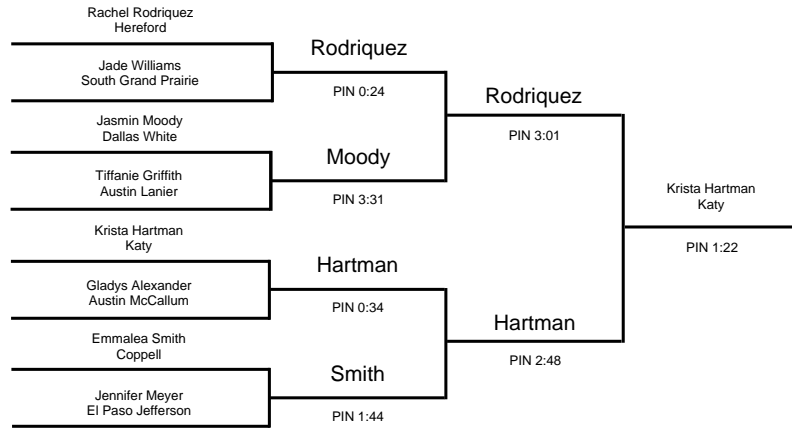 Rachel Rodriquez
Hereford
Rodriquez
Jade Williams
South Grand Prairie
PIN 0:24
Rodriquez
Jasmin Moody
Dallas White
PIN 3:01
Moody
Tiffanie Griffith
Austin Lanier
PIN 3:31
Krista Hartman
Katy
Krista Hartman
Katy
PIN 1:22
Hartman
Gladys Alexander
Austin McCallum
PIN 0:34
Hartman
Emmalea Smith
Coppell
PIN 2:48
Smith
Jennifer Meyer
El Paso Jefferson
PIN 1:44